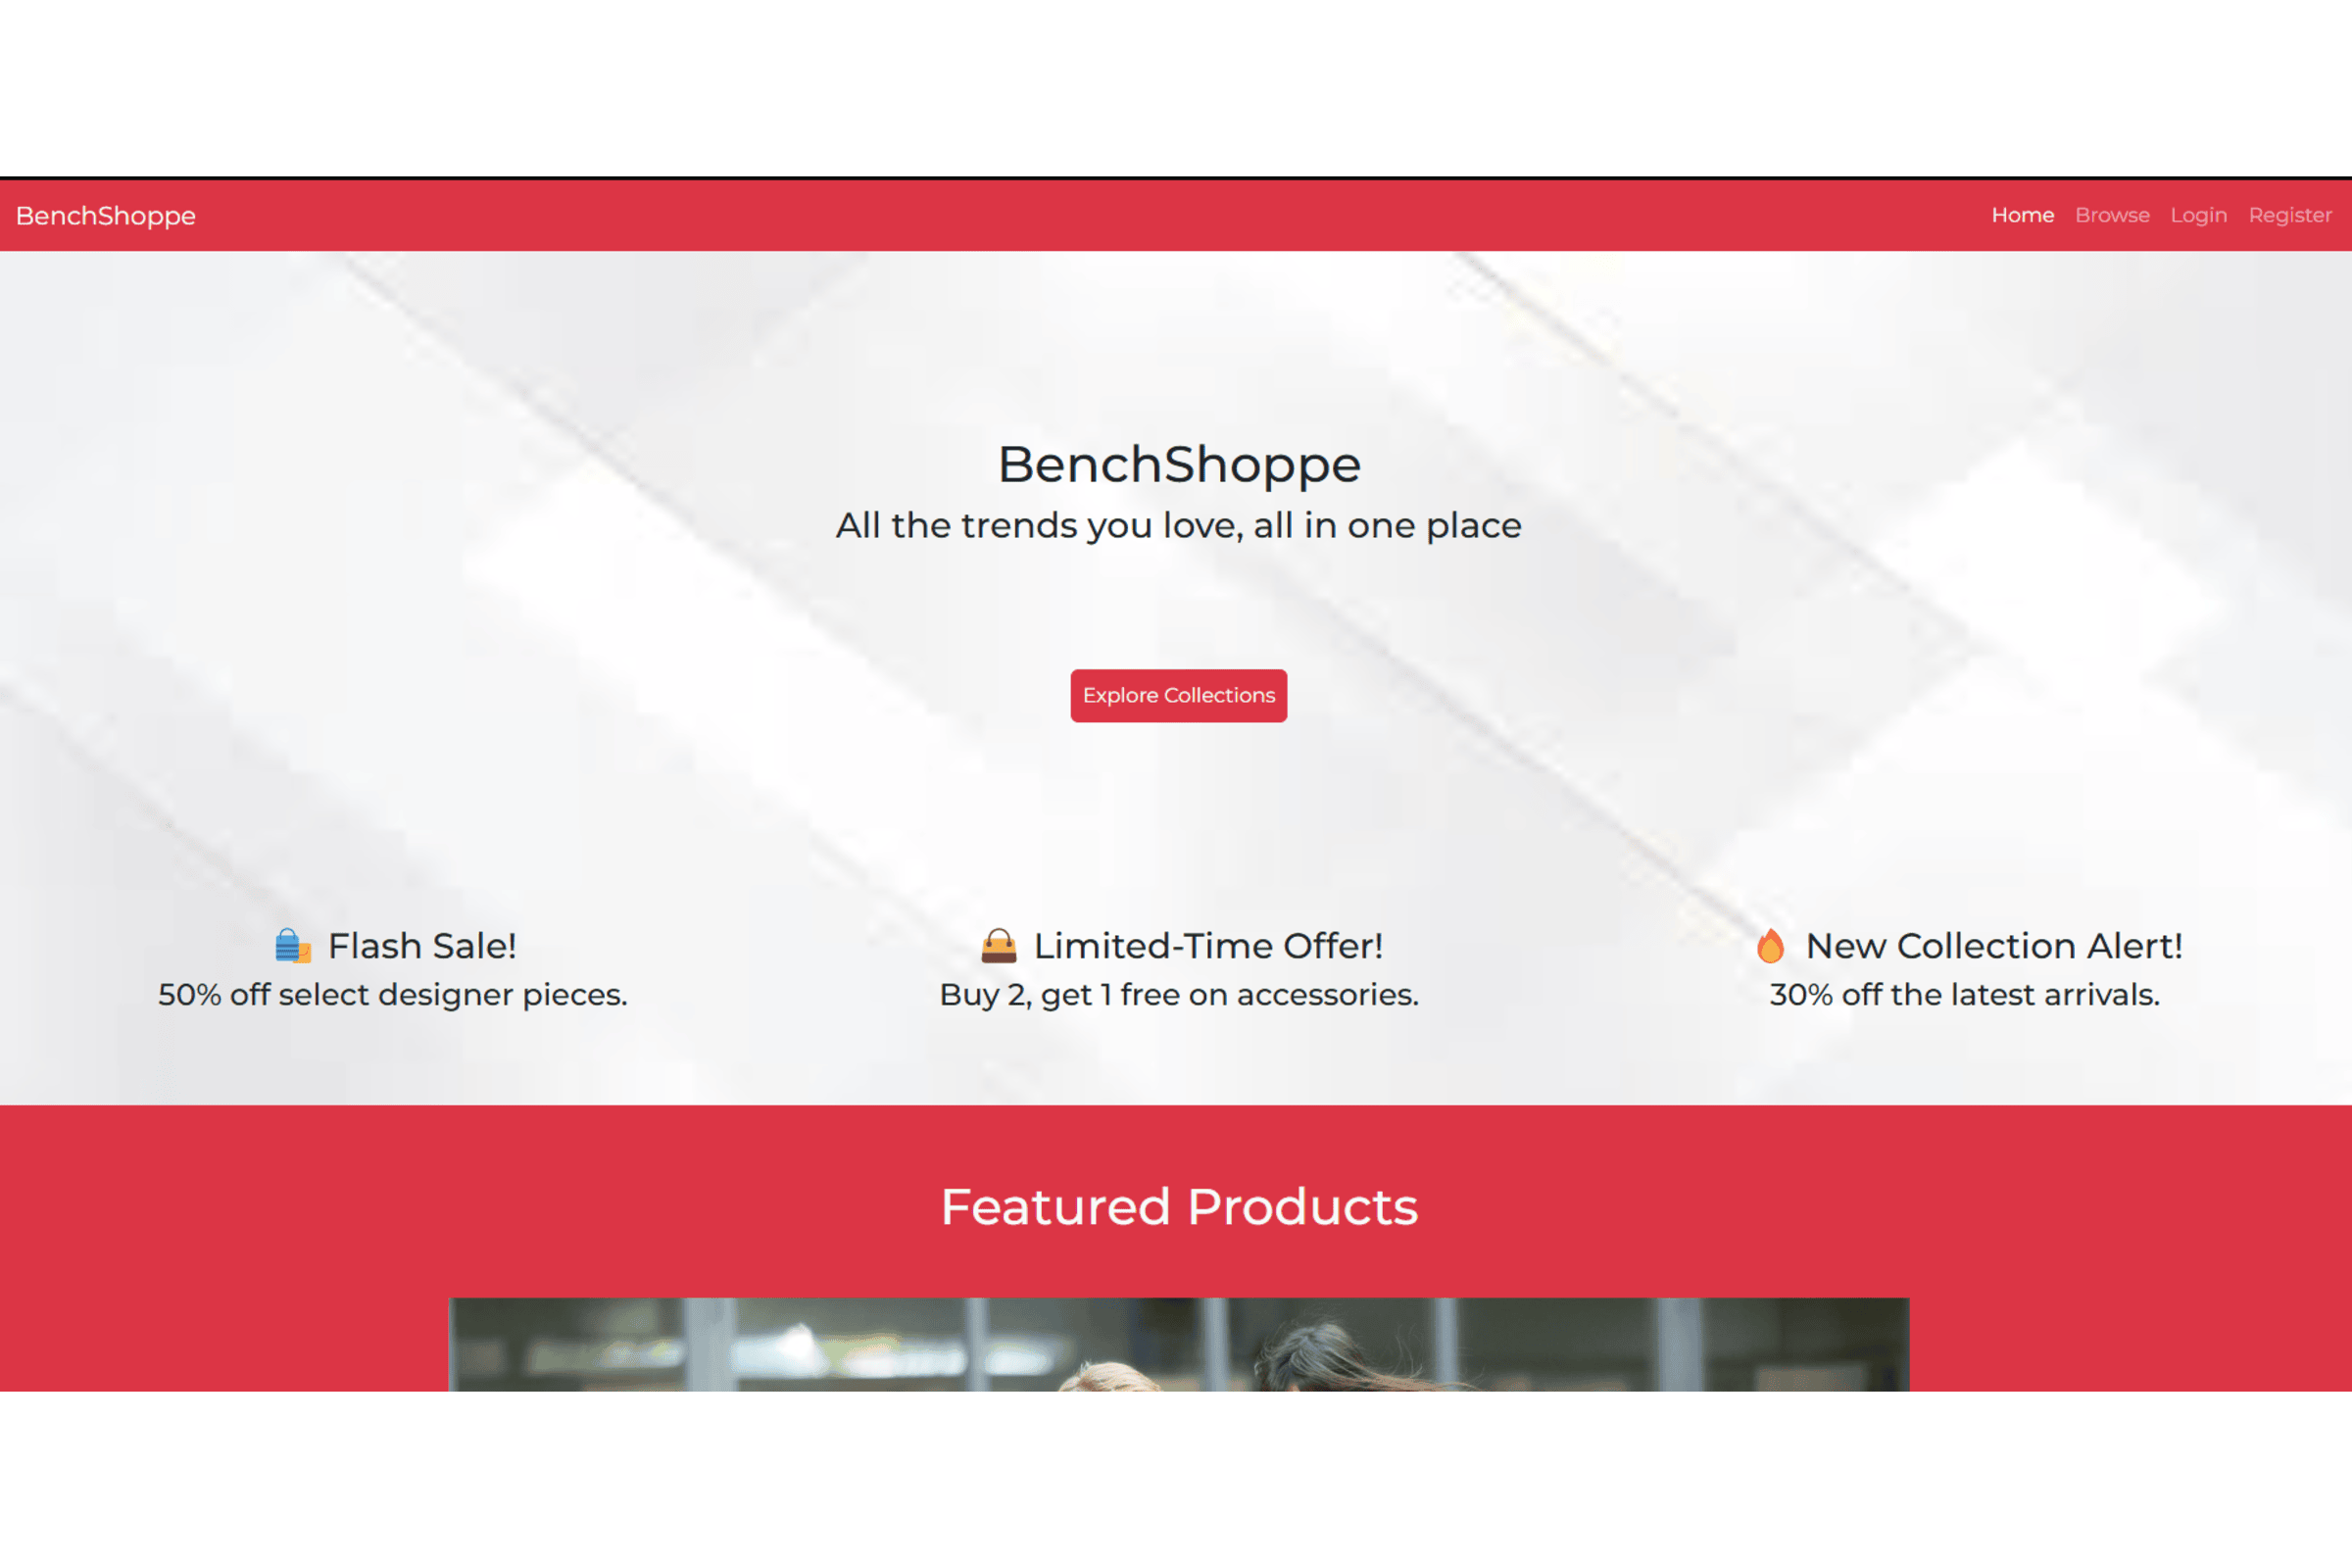 BenchShoppe
Home Browse Login Register
BenchShoppe
All the trends you love, all in one place
Explore Collections
Flash Sale!
50% off select designer pieces.
Limited-Time Offer!
Buy 2, get 1 free on accessories.
New Collection Alert!
30% off the latest arrivals.
Featured Products